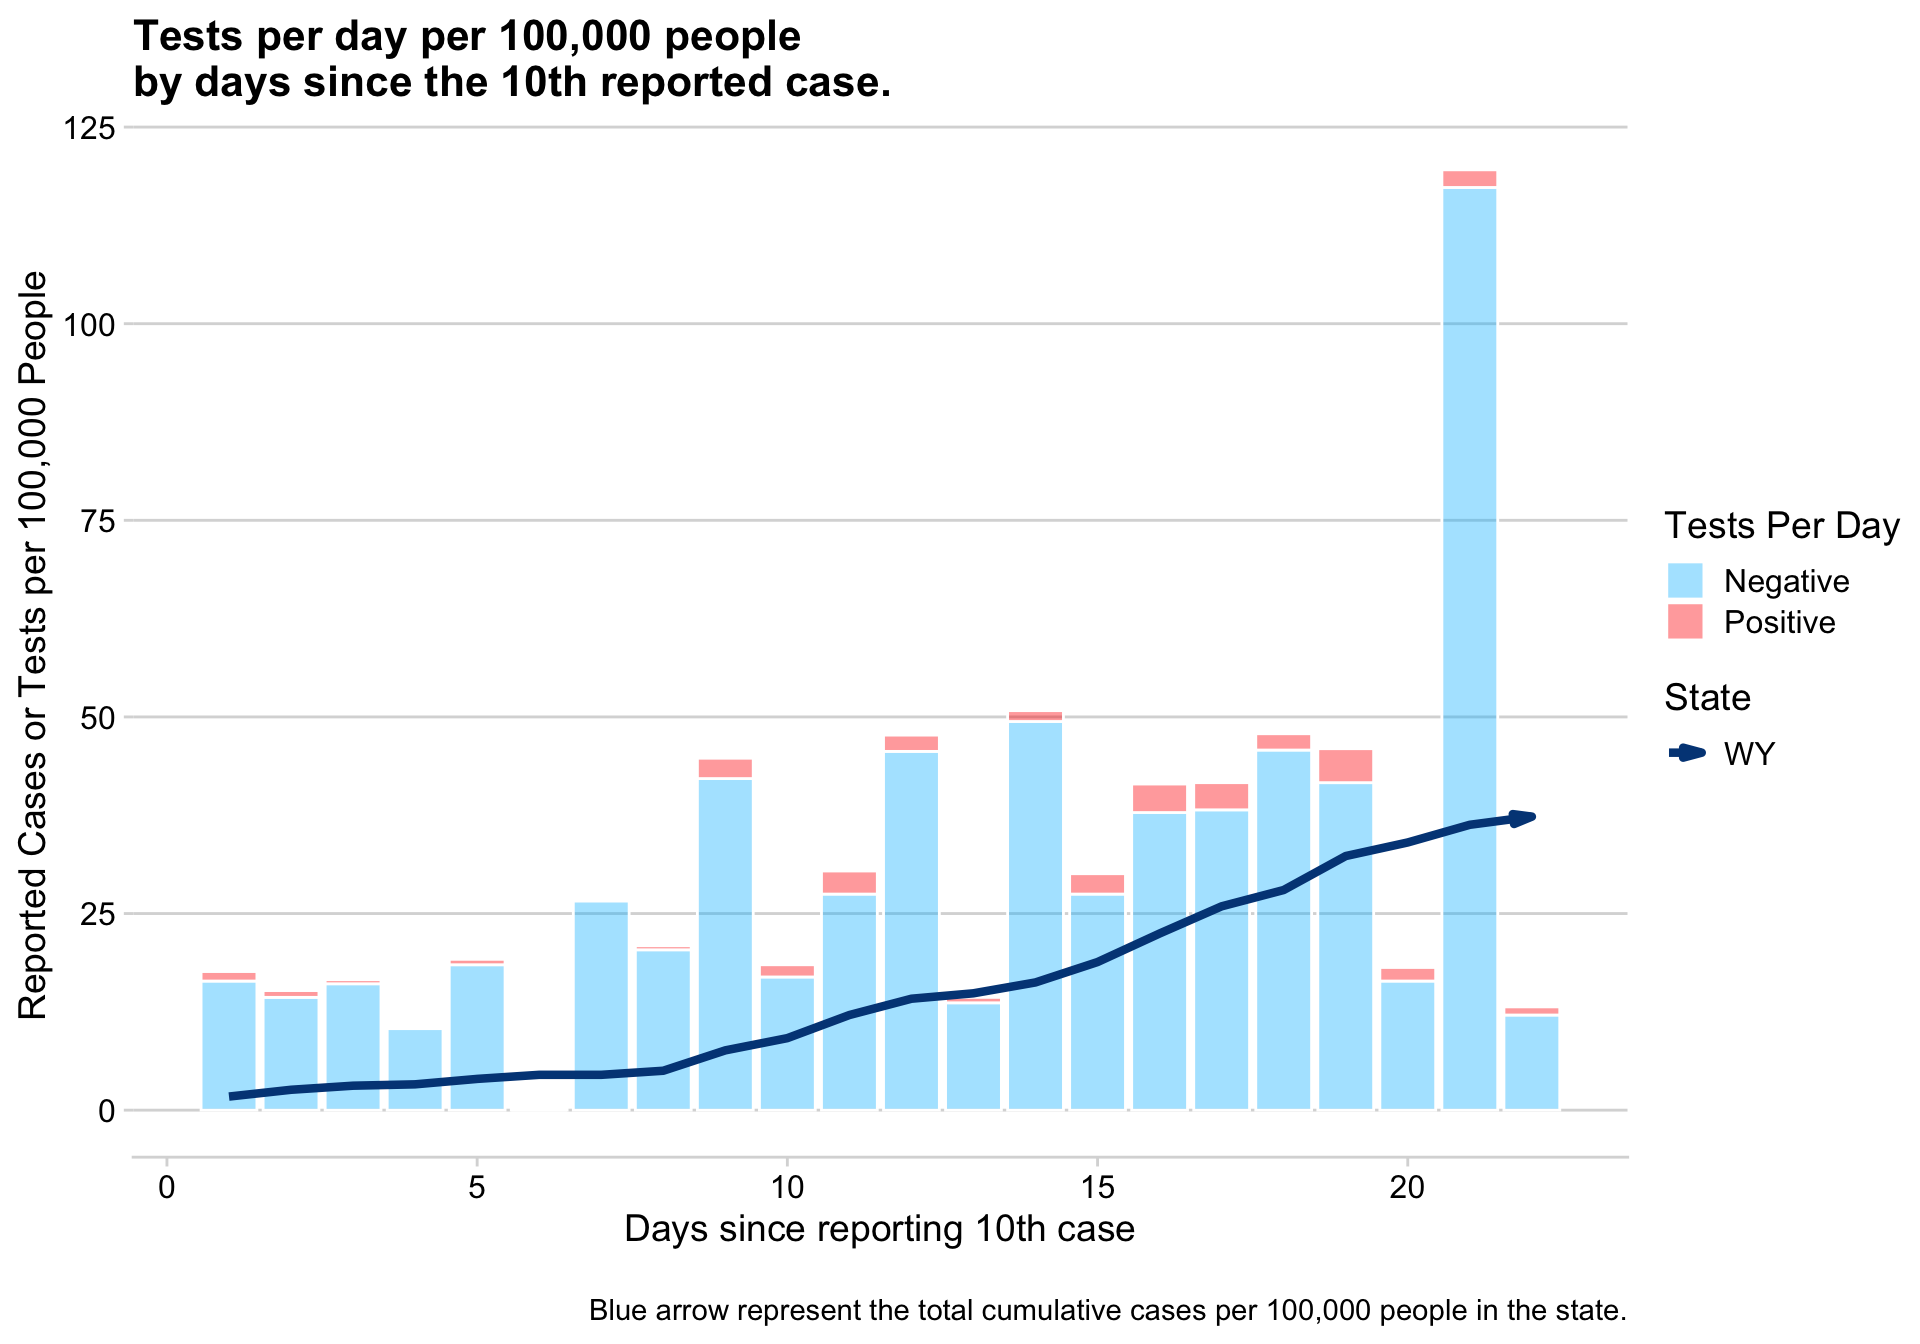 Tests per day per 100,000 people
by days since the 10th reported case.
Reported Cases or Tests per 100,000 People
125
100
75
50
25
0
0 5 10 15 20
Days since reporting 10th case
Tests Per Day
Negative
Positive
State
WY
Blue arrow represent the total cumulative cases per 100,000 people in the state.